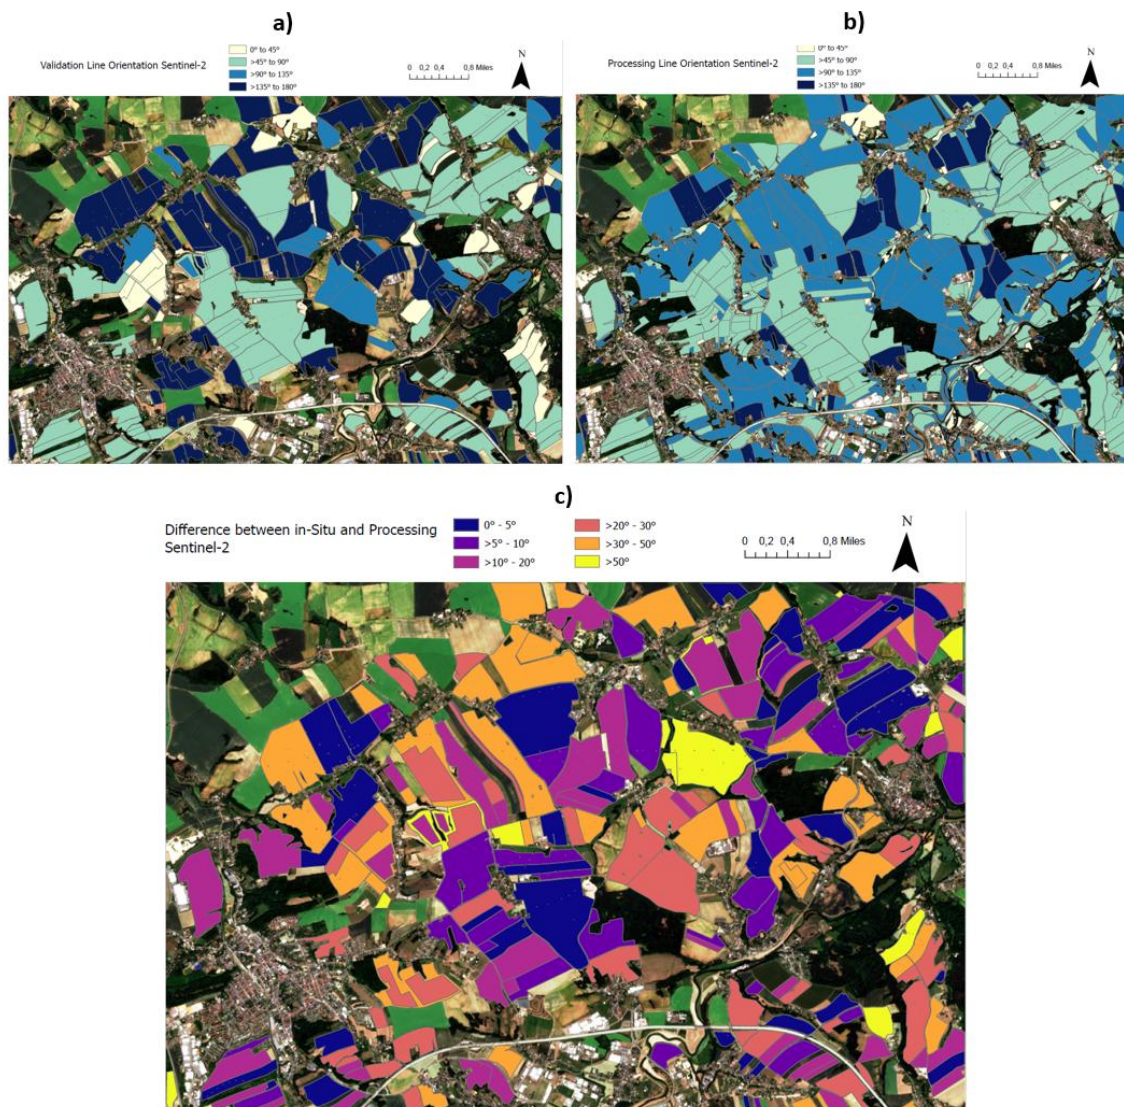 a)
b)
Validation Line Orientation Sentinel-2
0° to 45°
>45° to 90°
>90° to 135°
>135° to 180°
0 0,2 0,4 0,8 Miles
N
Processing Line Orientation Sentinel-2
0° to 45°
>45° to 90°
>90° to 135°
>135° to 180°
0 0,2 0,4 0,8 Miles
N
c)
Difference between in-Situ and Processing
Sentinel-2
0° - 5°
>5° - 10°
>10° - 20°
>20° - 30°
>30° - 50°
>50°
0 0,2 0,4 0,8 Miles
N